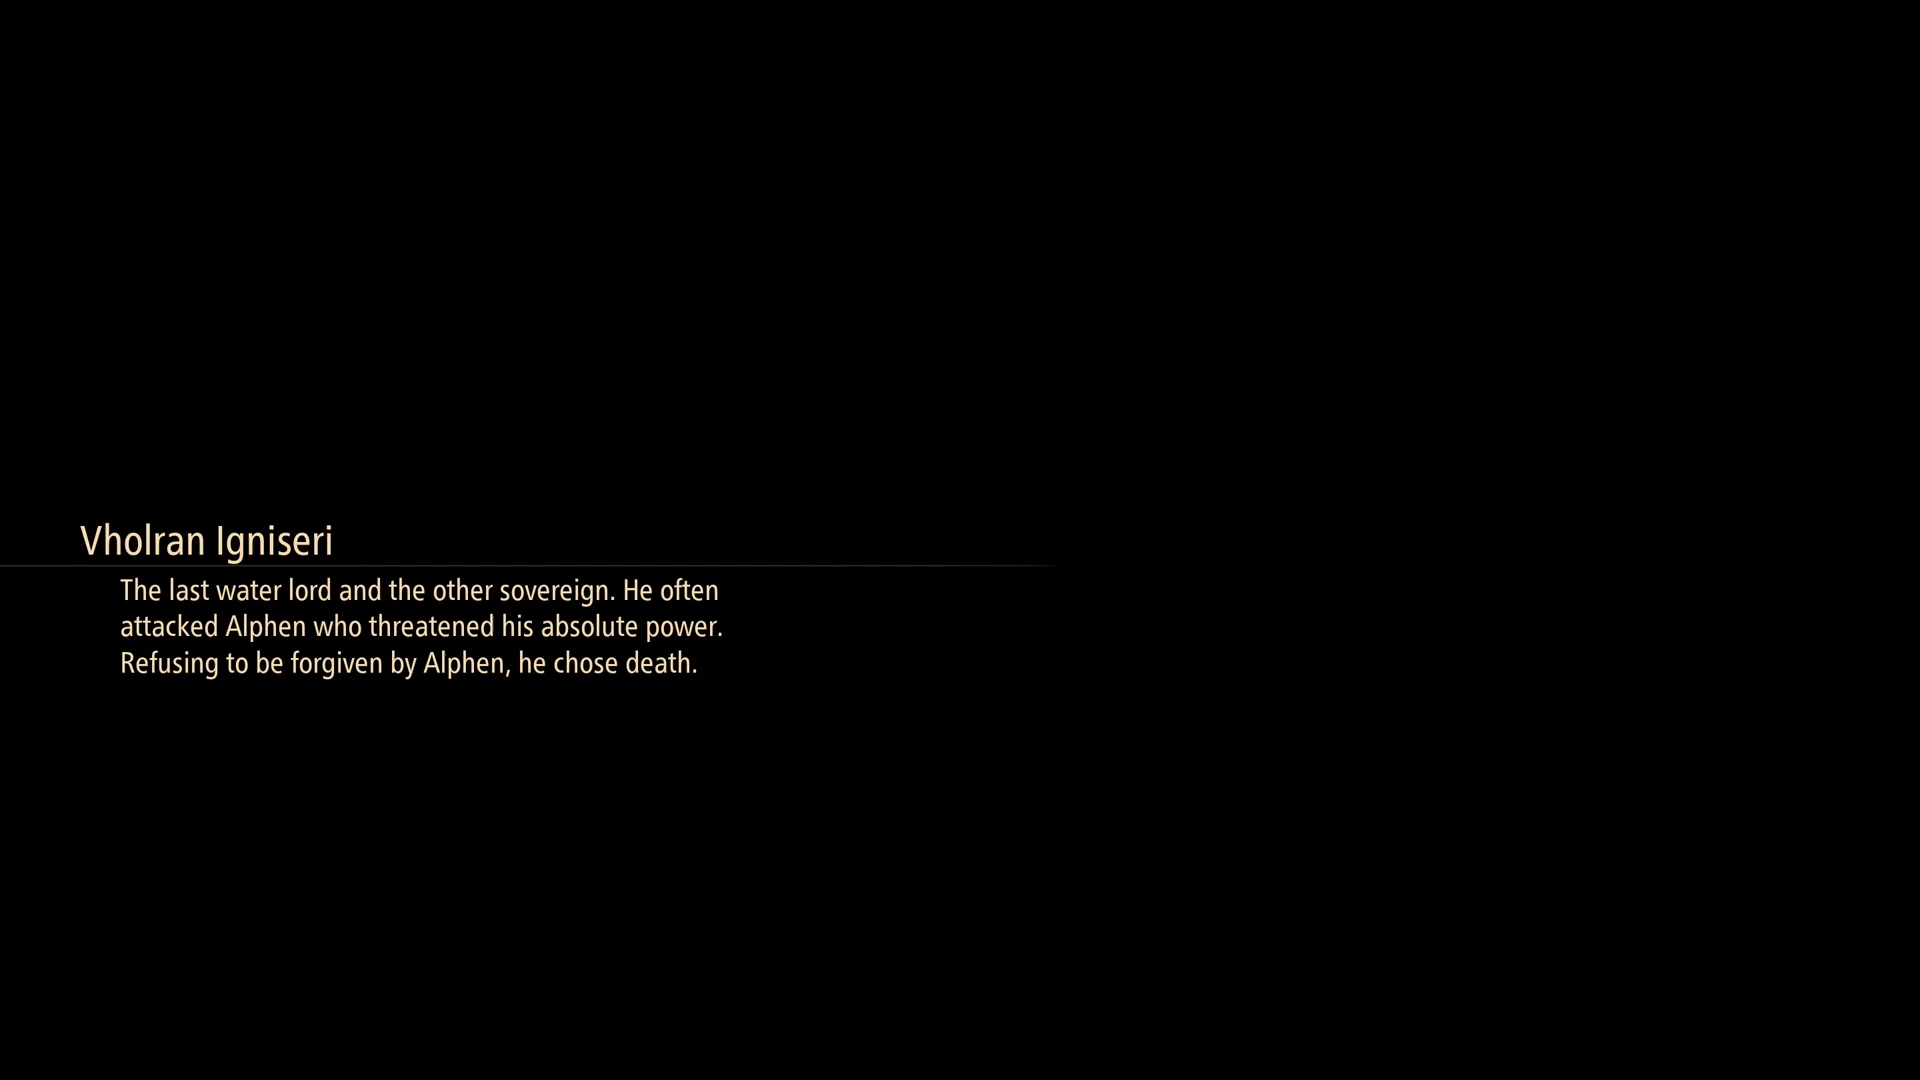 Vholran Igniseri
The last water lord and the other sovereign. He often
attacked Alphen who threatened his absolute power.
Refusing to be forgiven by Alphen, he chose death.